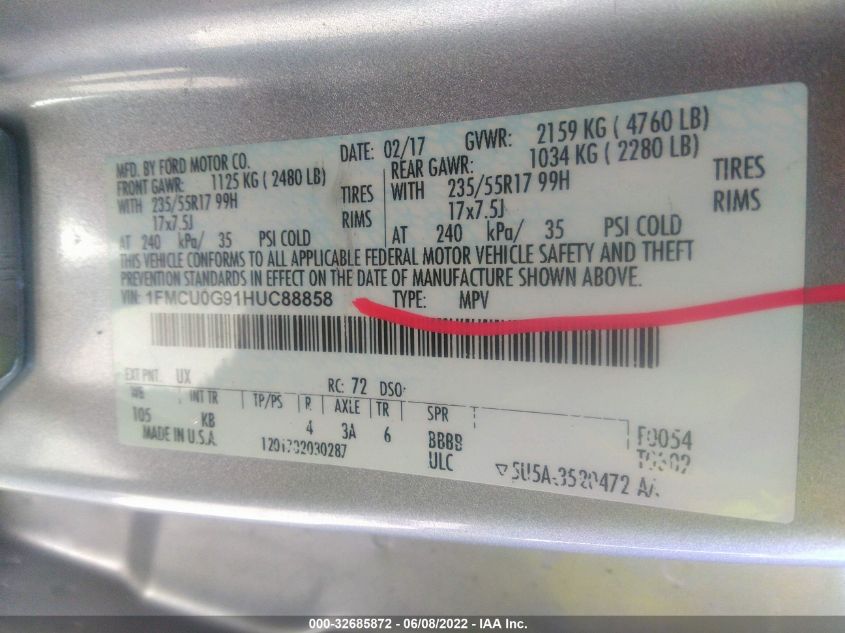 MFD. BY FORD MOTOR CO.
DATE: 02/17
GVWR: 2159 KG ( 4760 LB)
FRONT GAWR: 1125 KG ( 2480 LB)
REAR GAWR: 1034 KG ( 2280 LB)
WITH 235/55R17 99H TIRES
WITH 235/55R17 99H TIRES
17x7.5J RIMS
17x7.5J RIMS
AT 240 kPa/ 35 PSI COLD
AT 240 kPa/ 35 PSI COLD
THIS VEHICLE CONFORMS TO ALL APPLICABLE FEDERAL MOTOR VEHICLE SAFETY AND THEFT
PREVENTION STANDARDS IN EFFECT ON THE DATE OF MANUFACTURE SHOWN ABOVE.
VIN: 1FMCU0G91HUC88858
TYPE: MPV
EXT PNT: UX RC: 72 DSO:
WB INT TR TP/PS R AXLE TR SPR
105 KB 4 3A 6 BBBB
MADE IN U.S.A. ULC
F0054
000-32685872 - 06/08/2022 - IAA Inc.